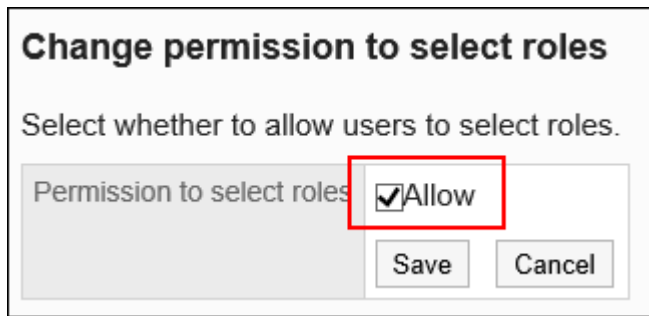 Change permission to select roles
Select whether to allow users to select roles.
Permission to select roles
Allow
Save Cancel